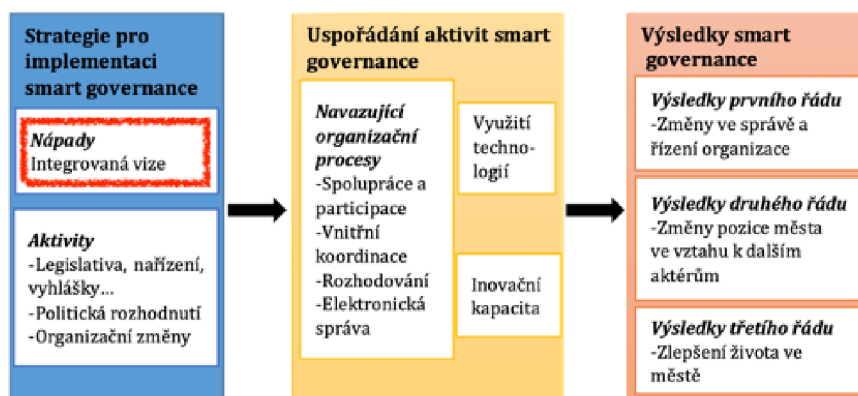 Strategie pro
implementaci
smart governance
Nápady
Integrovaná vize
Aktivity
-Legislativa, nařízení,
vyhlášky...
-Politická rozhodnutí
-Organizační změny
Uspořádání aktivit smart
governance
Navazující
organizační
procesy
-Spolupráce a
participace
-Vnitřní
koordinace
-Rozhodování
-Elektronická
správa
Využití
techno-
logií
Inovační
kapacita
Výsledky smart
governance
Výsledky prvního řádu
-Změny ve správě a
řízení organizace
Výsledky druhého řádu
-Změny pozice města
ve vztahu k dalším
aktérům
Výsledky třetího řádu
-Zlepšení života ve
městě